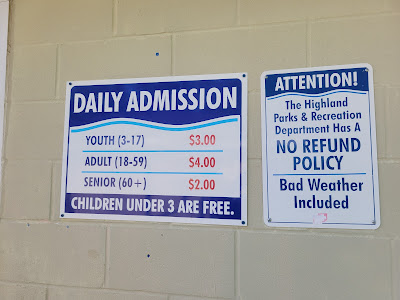 DAILY ADMISSION
YOUTH (3-17) $3.00
ADULT (18-59) $4.00
SENIOR (60+) $2.00
CHILDREN UNDER 3 ARE FREE.
ATTENTION!
The Highland
Parks & Recreation
Department Has A
NO REFUND
POLICY
Bad Weather
Included